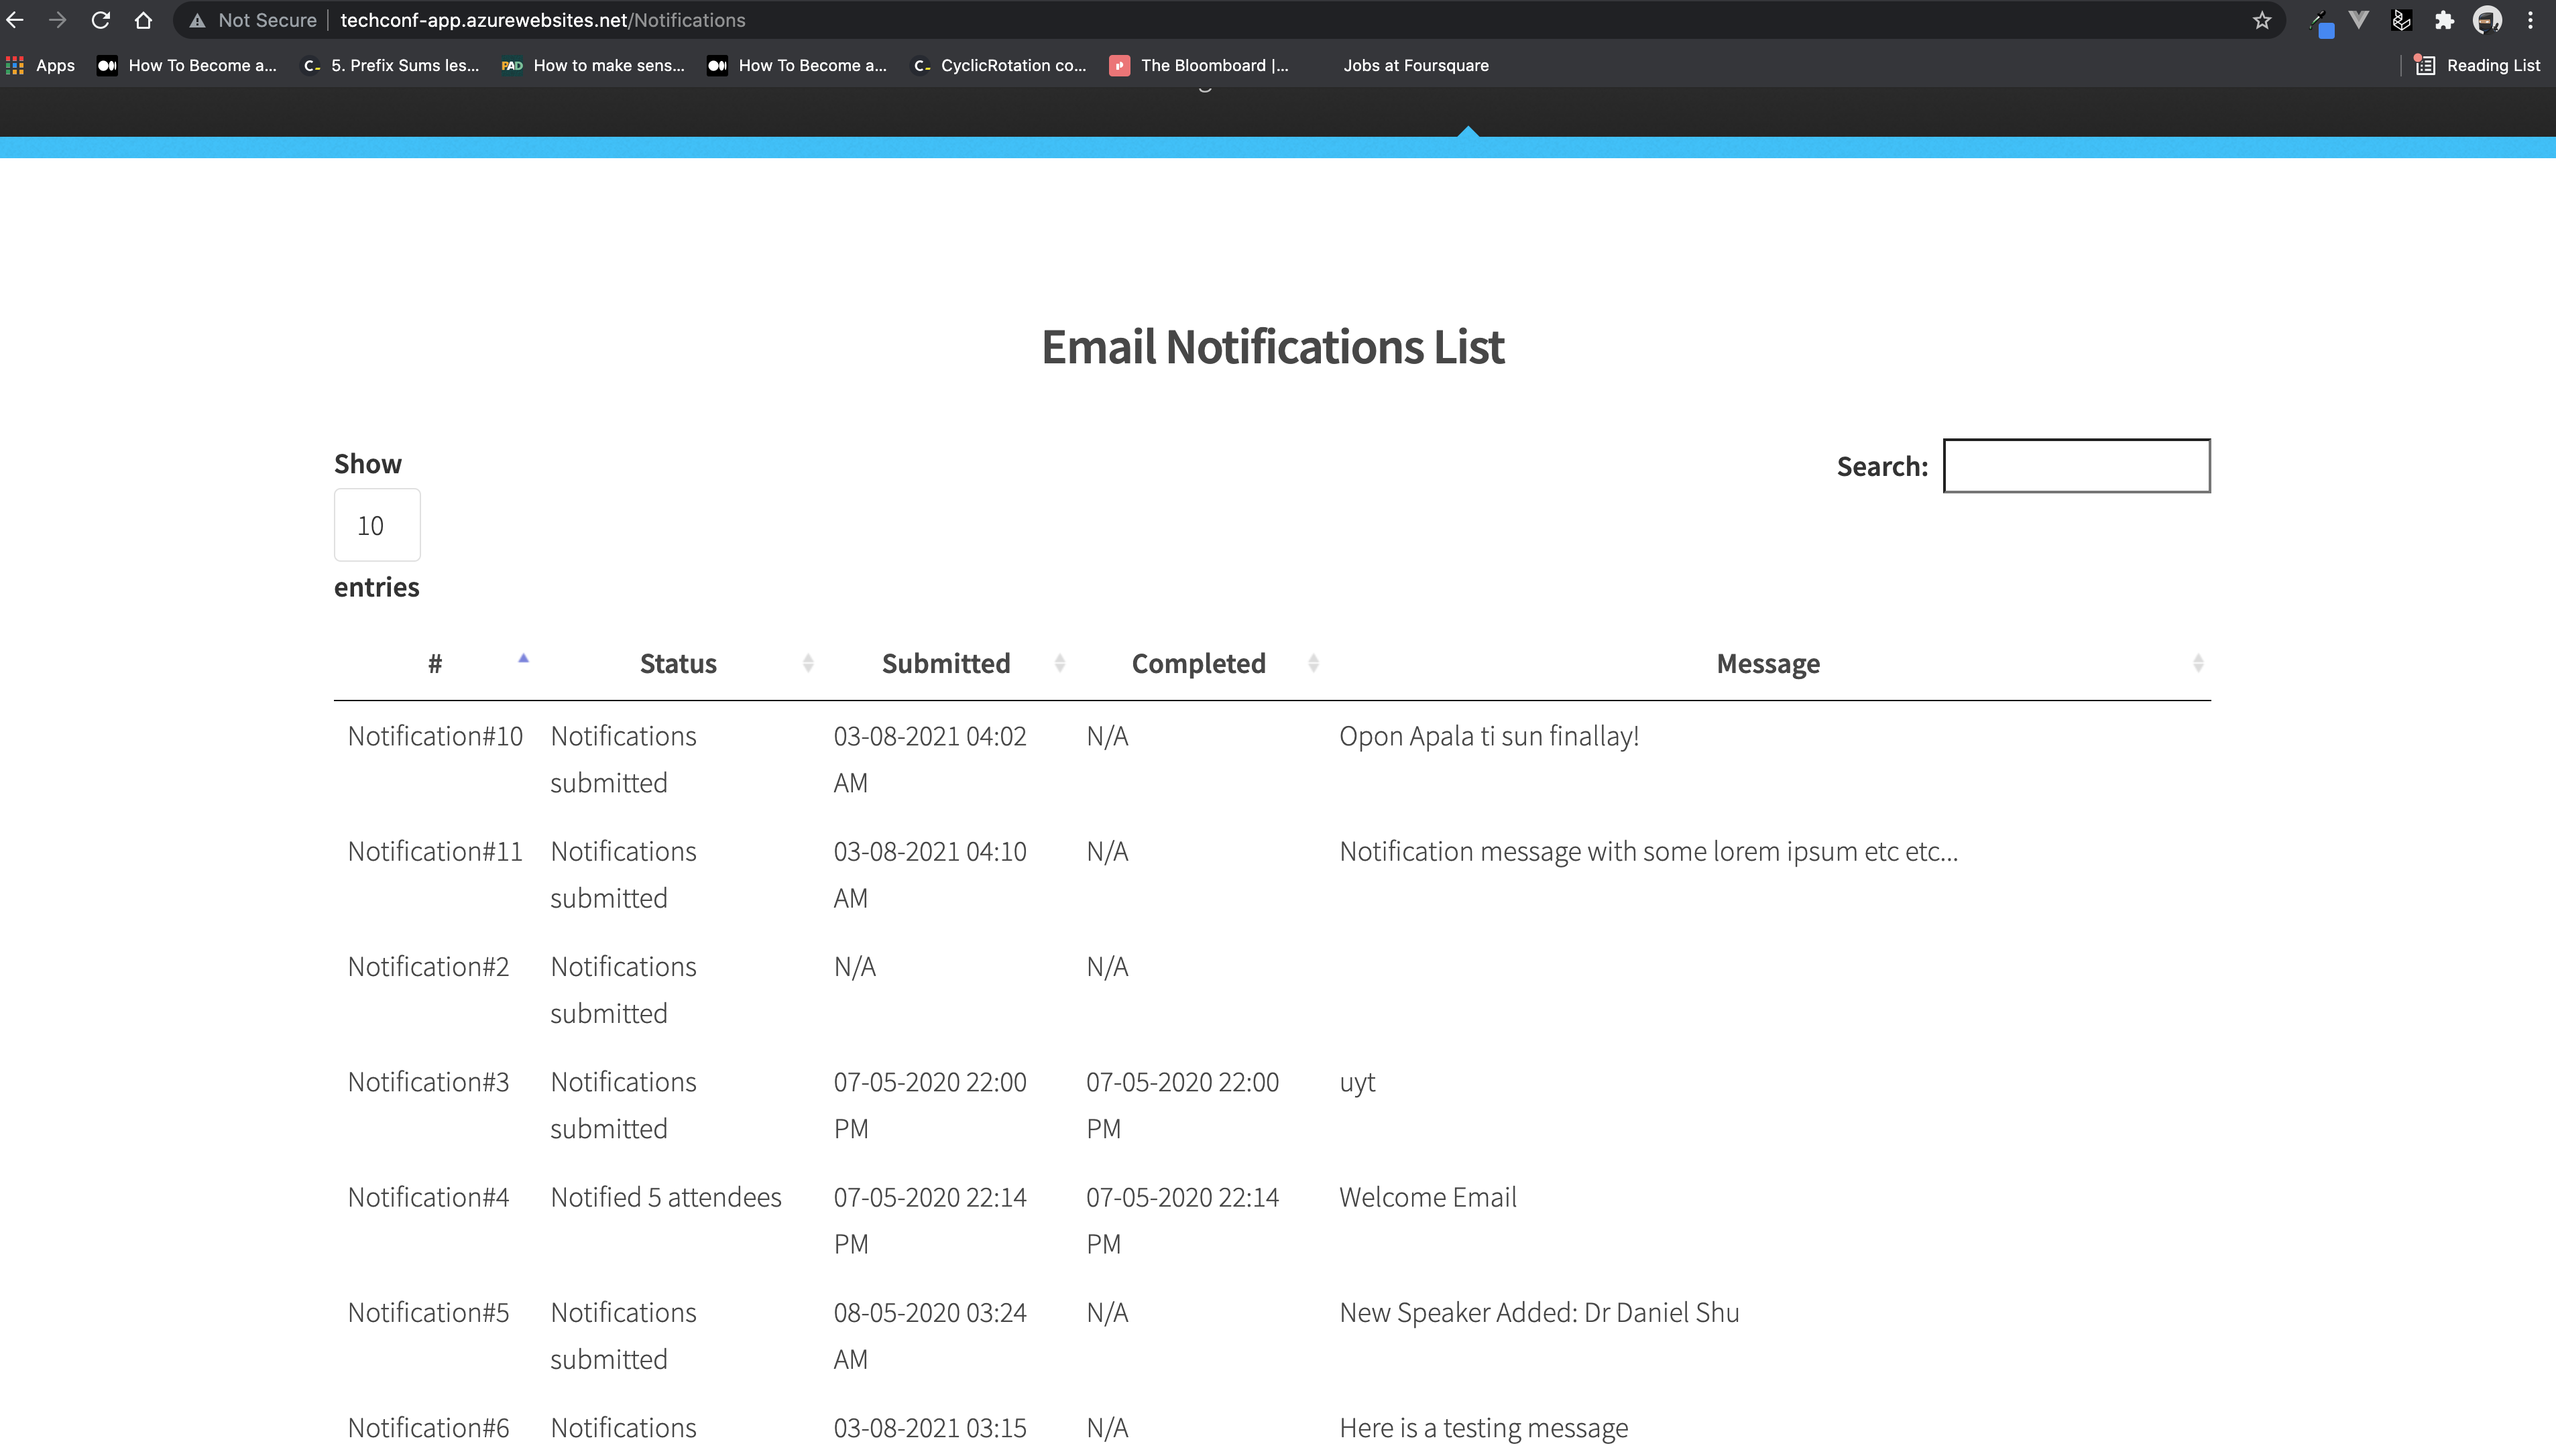 Not Secure | techconf-app.azurewebsites.net/Notifications
Apps How To Become a... 5. Prefix Sums les... How to make sens... How To Become a... CyclicRotation co... The Bloomboard |... Jobs at Foursquare Reading List
Email Notifications List
Show
Search:
10
entries
# Status Submitted Completed Message
Notification#10 Notifications 03-08-2021 04:02 N/A Opon Apala ti sun finallay!
submitted AM
Notification#11 Notifications 03-08-2021 04:10 N/A Notification message with some lorem ipsum etc etc...
submitted AM
Notification#2 Notifications N/A N/A
submitted
Notification#3 Notifications 07-05-2020 22:00 07-05-2020 22:00 uyt
submitted PM PM
Notification#4 Notified 5 attendees 07-05-2020 22:14 07-05-2020 22:14 Welcome Email
PM PM
Notification#5 Notifications 08-05-2020 03:24 N/A New Speaker Added: Dr Daniel Shu
submitted AM
Notification#6 Notifications 03-08-2021 03:15 N/A Here is a testing message